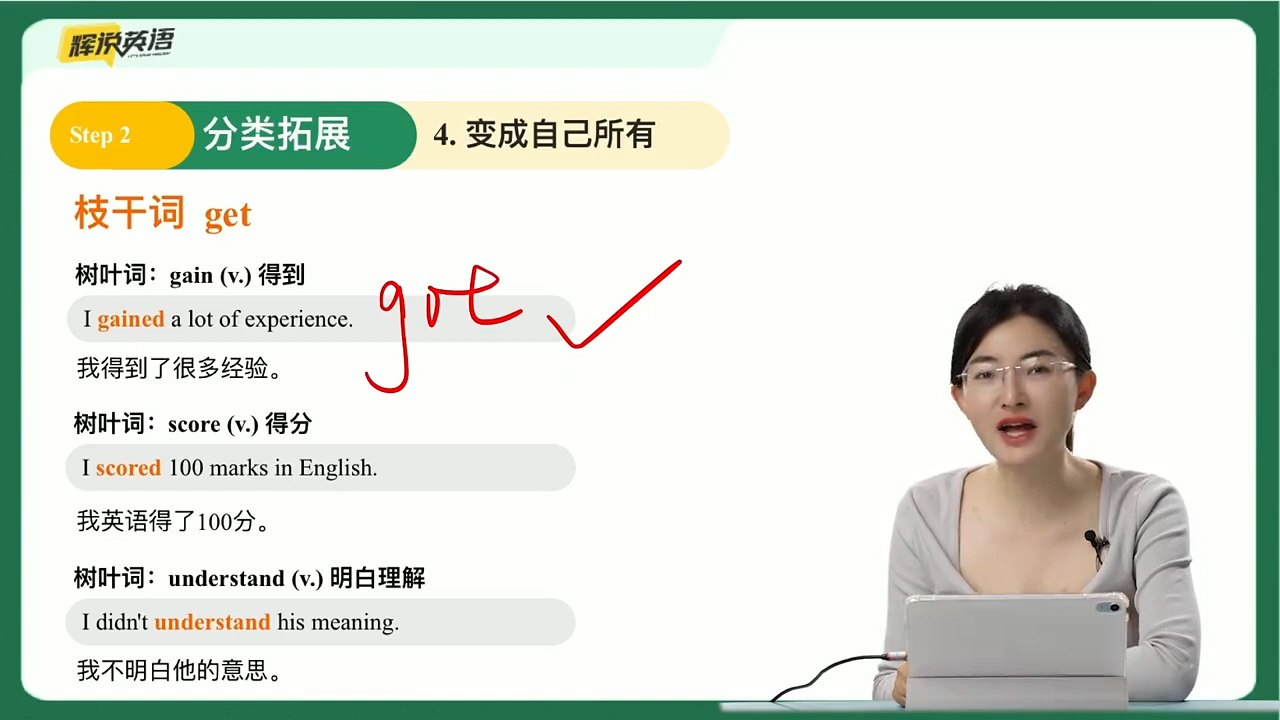 辉说英语
Step 2 分类拓展 4. 变成自己所有
枝干词 get
树叶词：gain (v.) 得到
I gained a lot of experience.
got
我得到了很多经验。
树叶词：score (v.) 得分
I scored 100 marks in English.
我英语得了100分。
树叶词：understand (v.) 明白理解
I didn't understand his meaning.
我不明白他的意思。